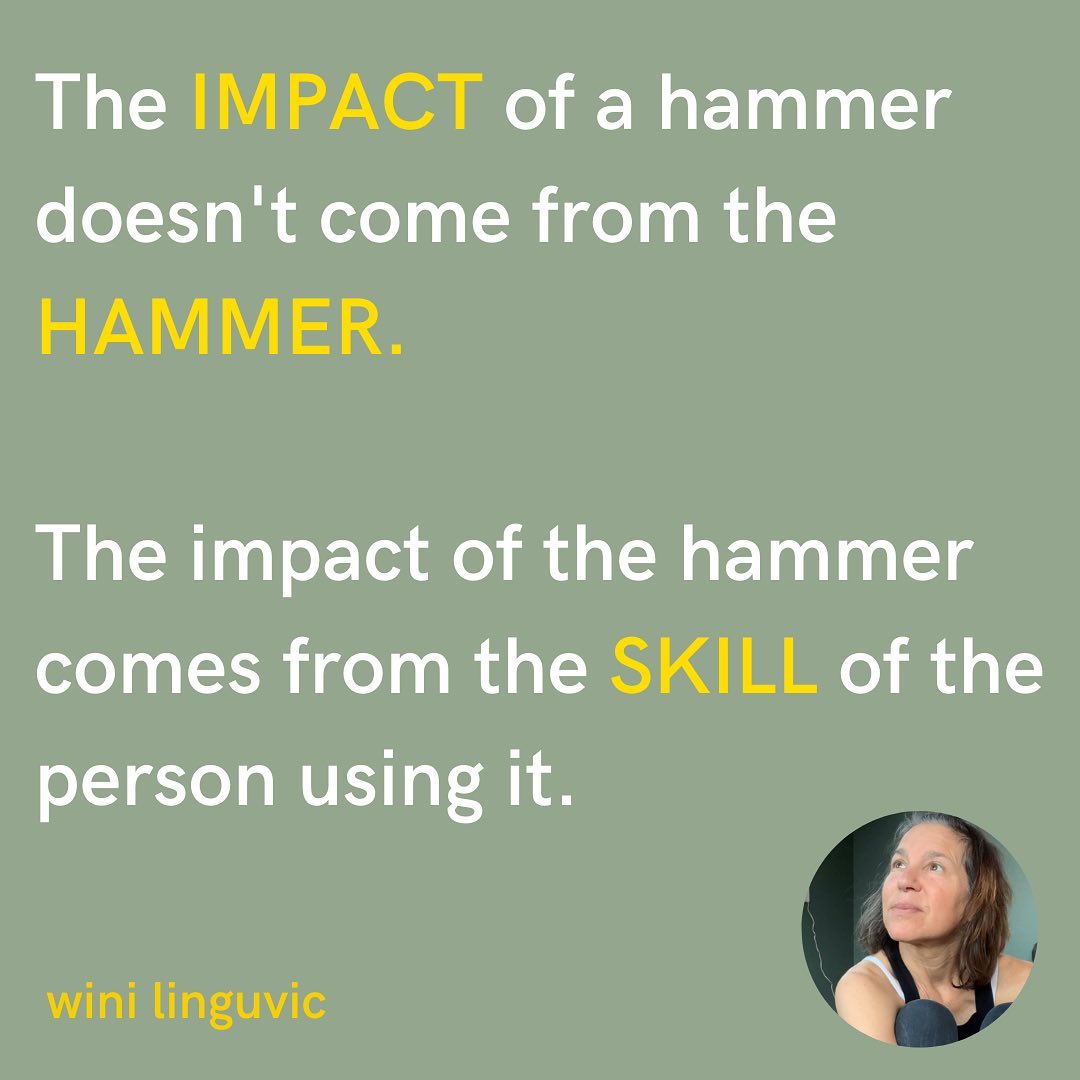 The IMPACT of a hammer
doesn't come from the
HAMMER.
The impact of the hammer
comes from the SKILL of the
person using it.
wini linguvic